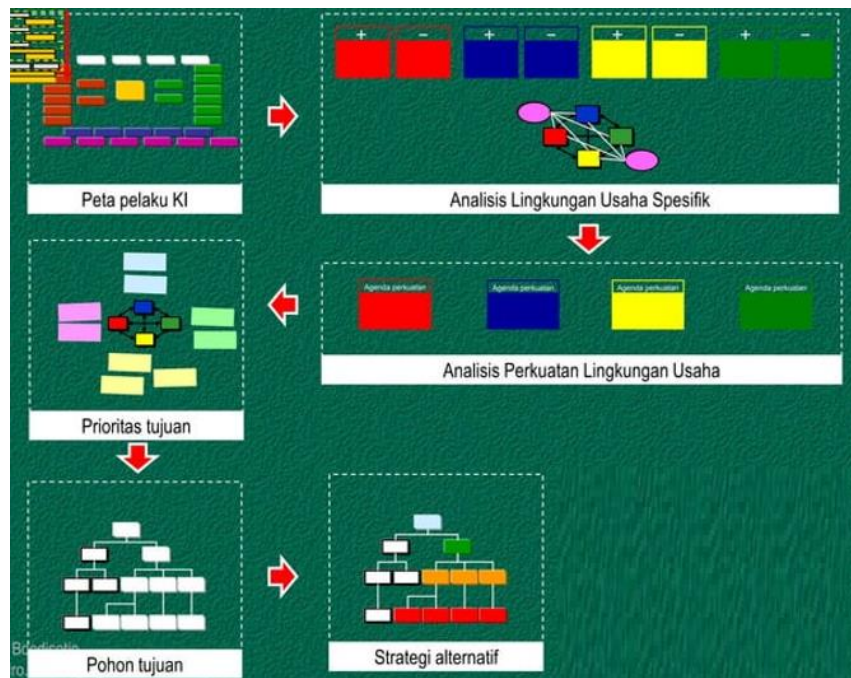 + - + - + - + -
Peta pelaku KI
Analisis Lingkungan Usaha Spesifik
Agenda perkuatan Agenda perkuatan Agenda perkuatan Agenda perkuatan
Analisis Perkuatan Lingkungan Usaha
Prioritas tujuan
Pohon tujuan
Strategi alternatif